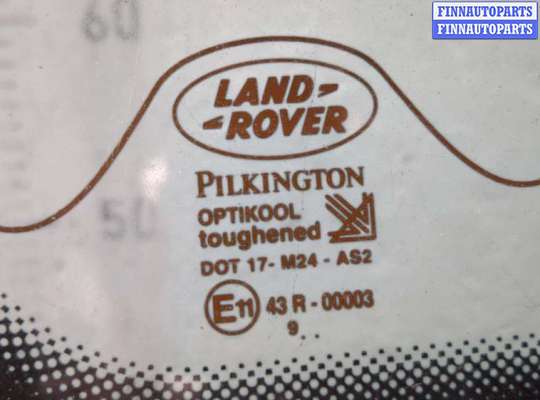 FINNAUTOPARTS
FINNAUTOPARTS
60
LAND-
-ROVER
PILKINGTON
OPTIKOOL
toughened
50
DOT 17- M24 - AS2
E11 43 R - 00003
9